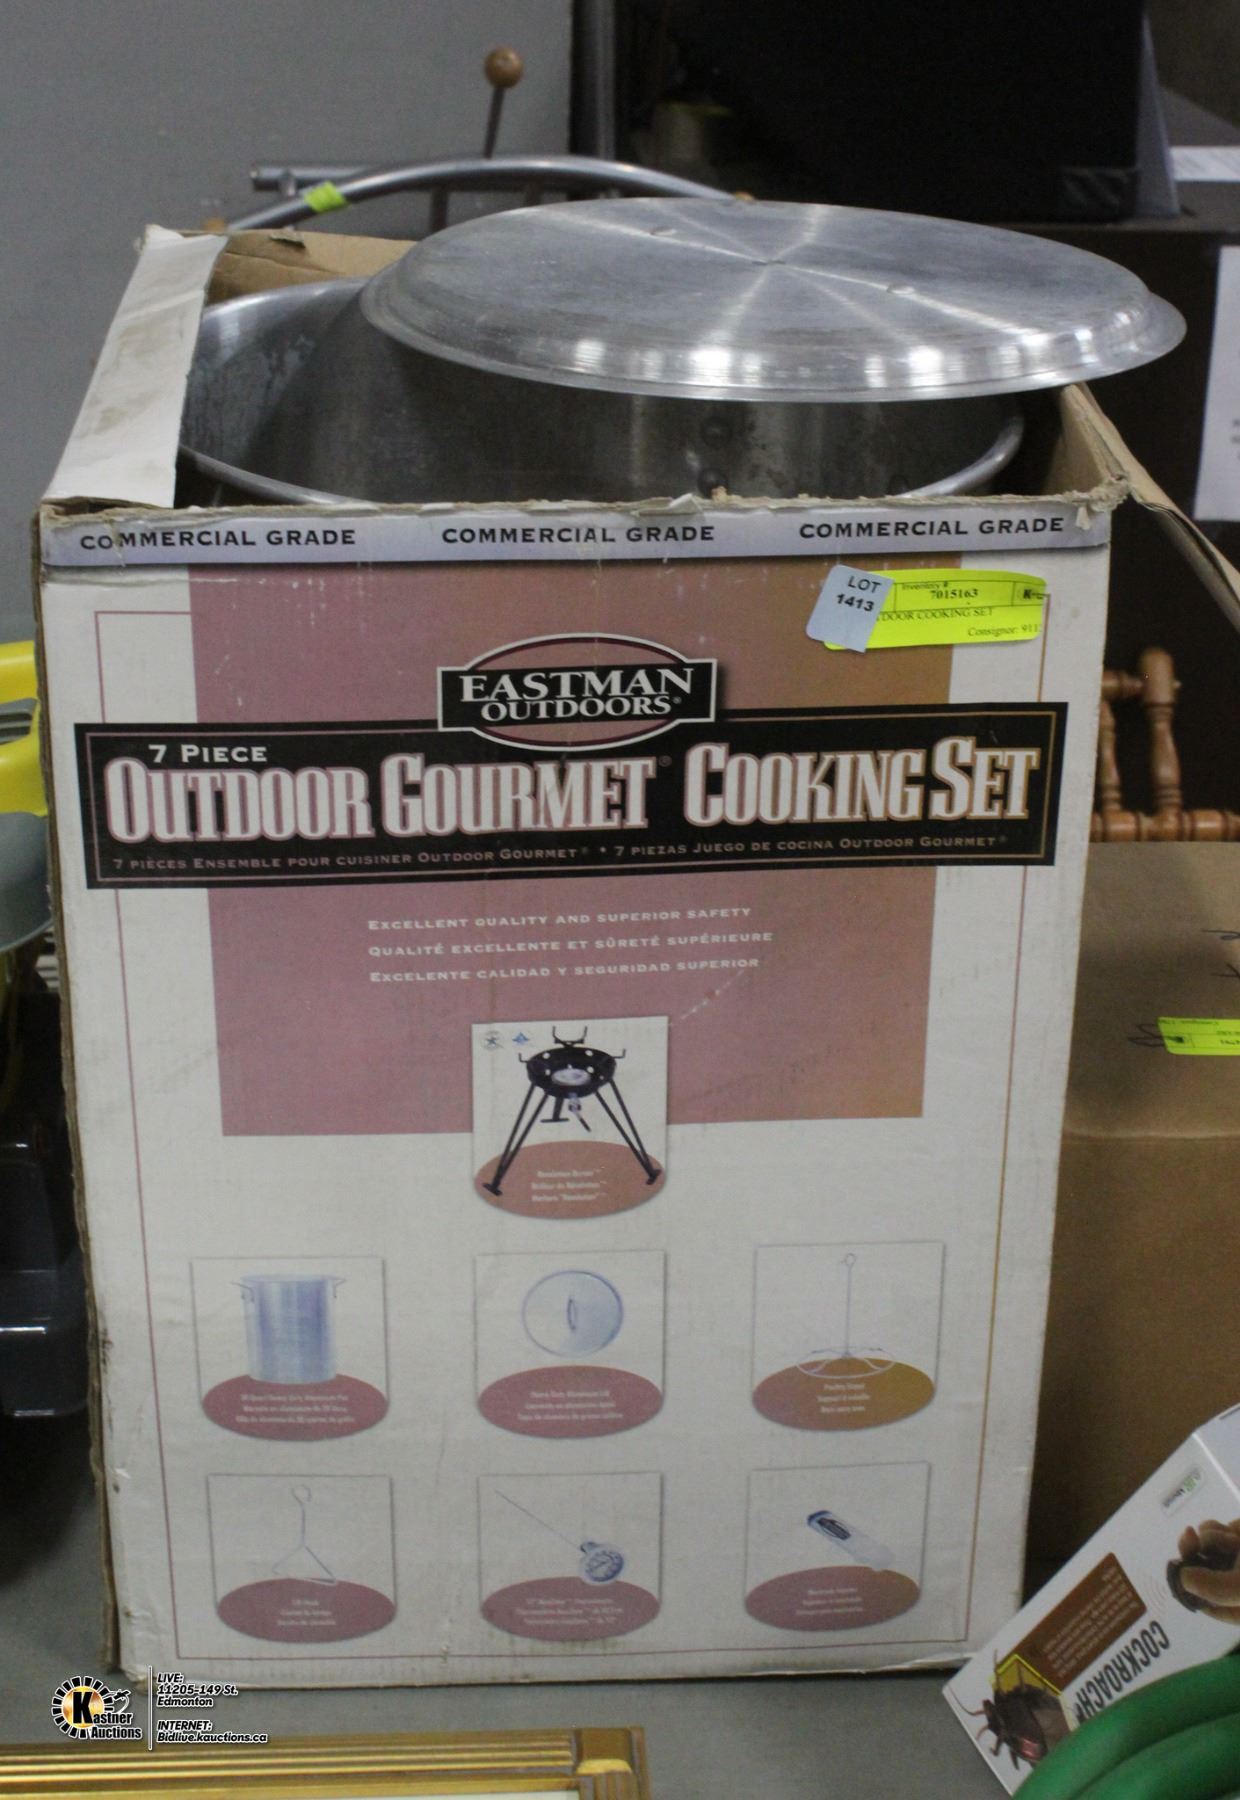 COMMERCIAL GRADE COMMERCIAL GRADE COMMERCIAL GRADE
LOT
1413
Inventory #
7015163
DOOR COOKING SET
Consignor: 911
EASTMAN
OUTDOORS®
7 PIECE
OUTDOOR GOURMET® COOKING SET
7 PIÈCES ENSEMBLE POUR CUISINER OUTDOOR GOURMET® • 7 PIEZAS JUEGO DE COCINA OUTDOOR GOURMET®
EXCELLENT QUALITY AND SUPERIOR SAFETY
QUALITÉ EXCELLENTE ET SÛRETÉ SUPÉRIEURE
EXCELENTE CALIDAD Y SEGURIDAD SUPERIOR
COCKROACH
Kastner
Auctions
LIVE:
11205-149 St.
Edmonton
INTERNET:
Bidlive.kauctions.ca